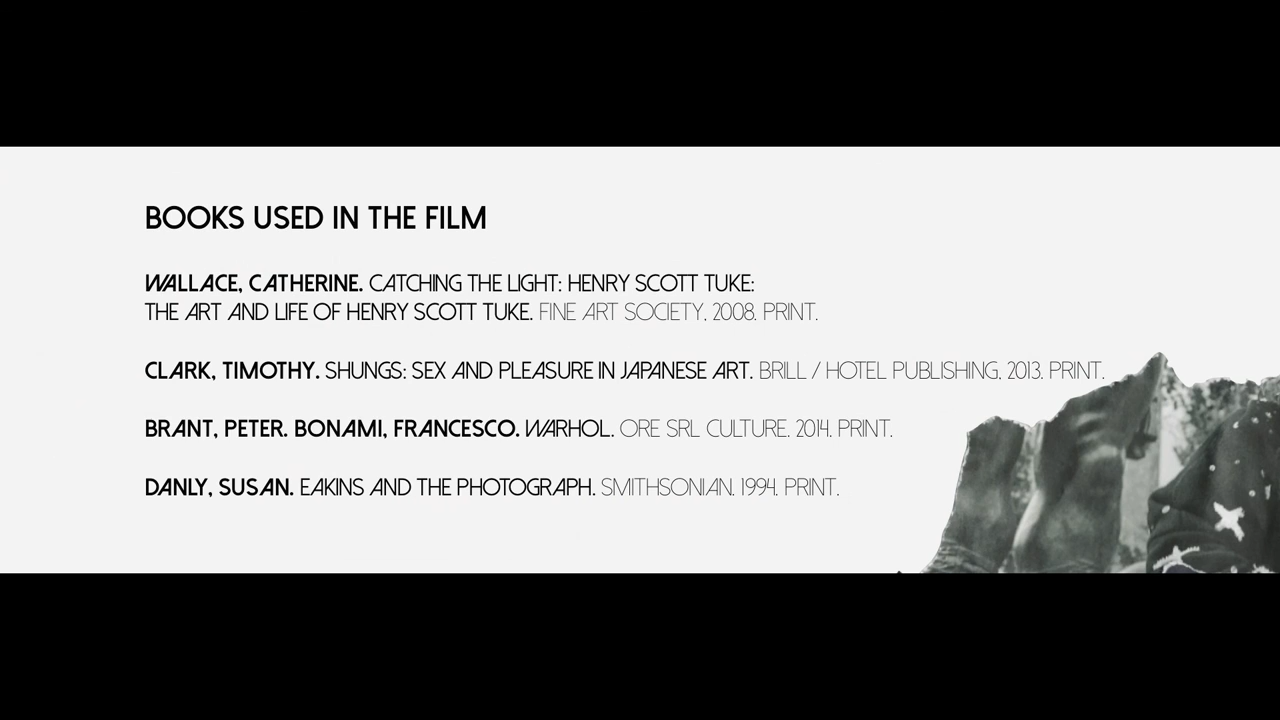 BOOKS USED IN THE FILM
WALLACE, CATHERINE. CATCHING THE LIGHT: HENRY SCOTT TUKE:
THE ART AND LIFE OF HENRY SCOTT TUKE. FINE ART SOCIETY, 2008. PRINT.
CLARK, TIMOTHY. SHUNGS: SEX AND PLEASURE IN JAPANESE ART. BRILL / HOTEL PUBLISHING, 2013. PRINT.
BRANT, PETER. BONAMI, FRANCESCO. WARHOL. ORE SRL CULTURE. 2014. PRINT.
DANLY, SUSAN. EAKINS AND THE PHOTOGRAPH. SMITHSONIAN. 1994. PRINT.